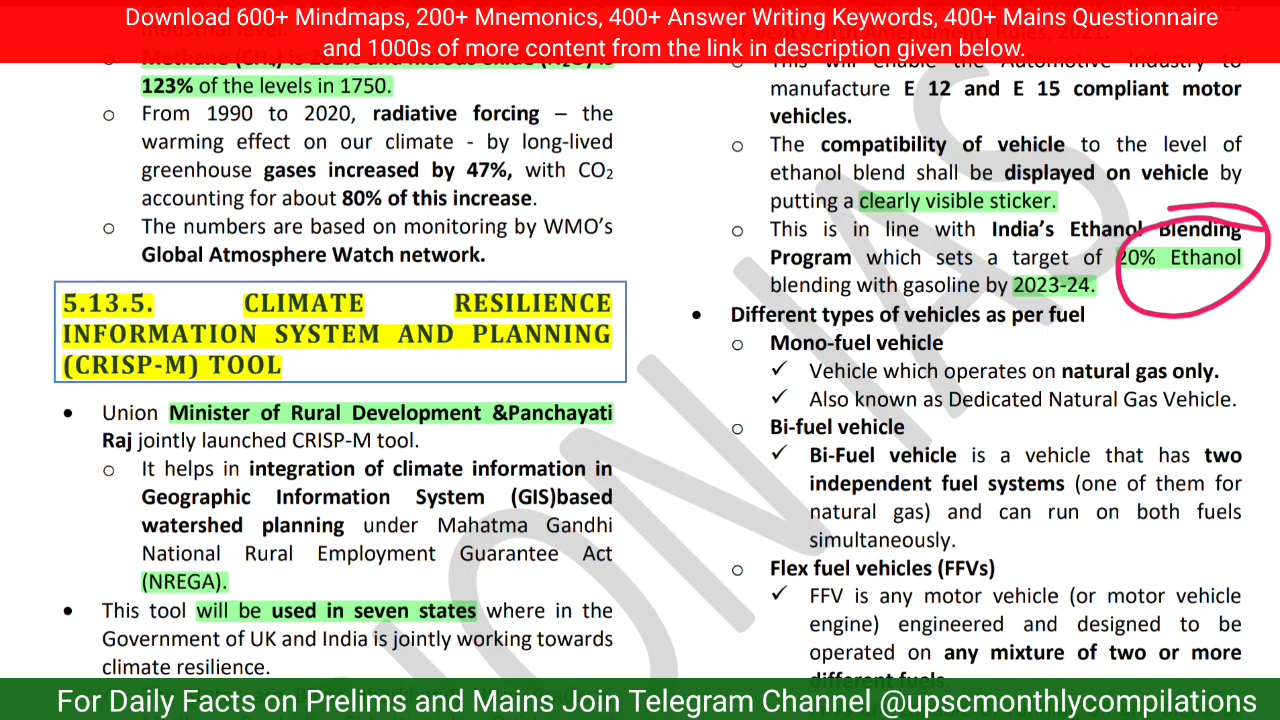 Download 600+ Mindmaps, 200+ Mnemonics, 400+ Answer Writing Keywords, 400+ Mains Questionnaire
and 1000s of more content from the link in description given below.
123% of the levels in 1750.
o From 1990 to 2020, radiative forcing – the
warming effect on our climate - by long-lived
greenhouse gases increased by 47%, with CO₂
accounting for about 80% of this increase.
o The numbers are based on monitoring by WMO’s
Global Atmosphere Watch network.
5.13.5. CLIMATE RESILIENCE
INFORMATION SYSTEM AND PLANNING
(CRISP-M) TOOL
• Union Minister of Rural Development &Panchayati
Raj jointly launched CRISP-M tool.
o It helps in integration of climate information in
Geographic Information System (GIS)based
watershed planning under Mahatma Gandhi
National Rural Employment Guarantee Act
(NREGA).
• This tool will be used in seven states where in the
Government of UK and India is jointly working towards
climate resilience.
o This will enable the Automotive industry to
manufacture E 12 and E 15 compliant motor
vehicles.
o The compatibility of vehicle to the level of
ethanol blend shall be displayed on vehicle by
putting a clearly visible sticker.
o This is in line with India’s Ethanol Blending
Program which sets a target of 20% Ethanol
blending with gasoline by 2023-24.
• Different types of vehicles as per fuel
o Mono-fuel vehicle
✓ Vehicle which operates on natural gas only.
✓ Also known as Dedicated Natural Gas Vehicle.
o Bi-fuel vehicle
✓ Bi-Fuel vehicle is a vehicle that has two
independent fuel systems (one of them for
natural gas) and can run on both fuels
simultaneously.
o Flex fuel vehicles (FFVs)
✓ FFV is any motor vehicle (or motor vehicle
engine) engineered and designed to be
operated on any mixture of two or more
different fuels.
For Daily Facts on Prelims and Mains Join Telegram Channel @upscmonthlycompilations